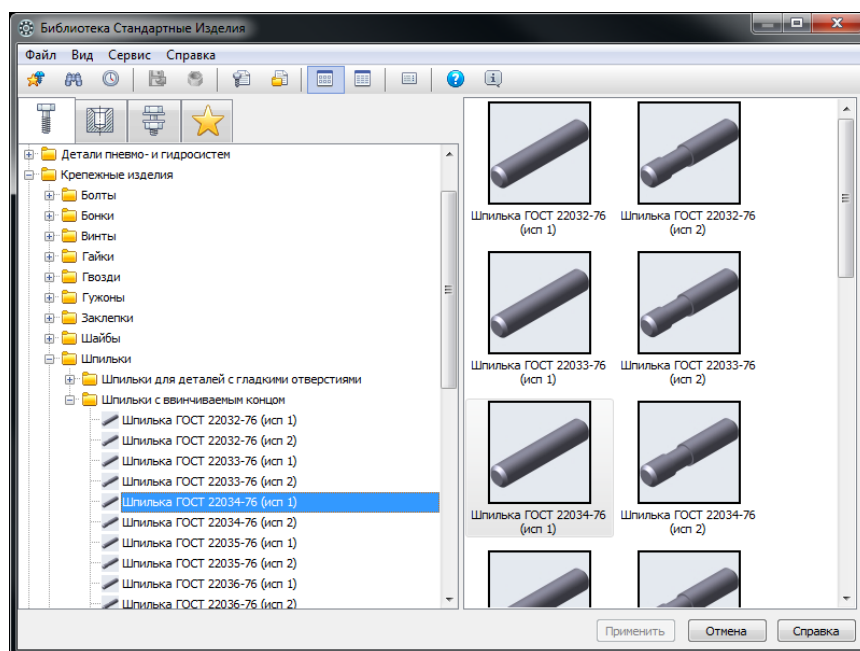 Библиотека Стандартные Изделия
Файл Вид Сервис Справка
Детали пневмо- и гидросистем
Крепежные изделия
Болты
Бонки
Винты
Гайки
Гвозди
Гужоны
Заклепки
Шайбы
Шпильки
Шпильки для деталей с гладкими отверстиями
Шпильки с ввинчиваемым концом
Шпилька ГОСТ 22032-76 (исп 1)
Шпилька ГОСТ 22032-76 (исп 2)
Шпилька ГОСТ 22033-76 (исп 1)
Шпилька ГОСТ 22033-76 (исп 2)
Шпилька ГОСТ 22034-76 (исп 1)
Шпилька ГОСТ 22034-76 (исп 2)
Шпилька ГОСТ 22035-76 (исп 1)
Шпилька ГОСТ 22035-76 (исп 2)
Шпилька ГОСТ 22036-76 (исп 1)
Шпилька ГОСТ 22036-76 (исп 2)
Шпилька ГОСТ 22032-76
(исп 1)
Шпилька ГОСТ 22032-76
(исп 2)
Шпилька ГОСТ 22033-76
(исп 1)
Шпилька ГОСТ 22033-76
(исп 2)
Шпилька ГОСТ 22034-76
(исп 1)
Шпилька ГОСТ 22034-76
(исп 2)
Применить Отмена Справка